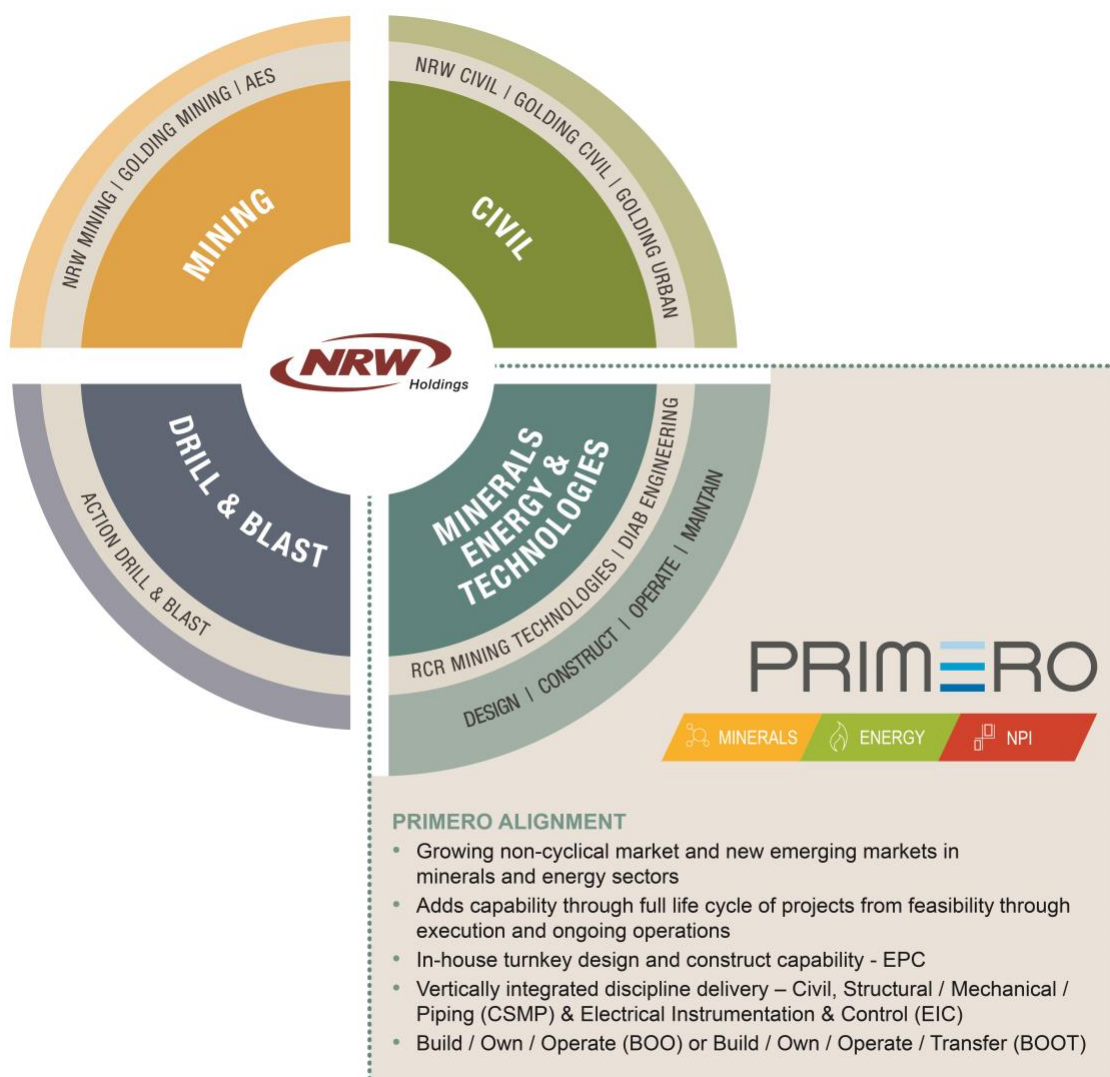 NRW MINING | GOLDING MINING | AES
MINING
NRW CIVIL | GOLDING CIVIL | GOLDING URBAN
CIVIL
NRW
Holdings
DRILL & BLAST
ACTION DRILL & BLAST
MINERALS
ENERGY &
TECHNOLOGIES
RCR MINING TECHNOLOGIES | DIAB ENGINEERING
DESIGN | CONSTRUCT | OPERATE | MAINTAIN
PRIMERO
MINERALS
ENERGY
NPI
PRIMERO ALIGNMENT
• Growing non-cyclical market and new emerging markets in
minerals and energy sectors
• Adds capability through full life cycle of projects from feasibility through
execution and ongoing operations
• In-house turnkey design and construct capability - EPC
• Vertically integrated discipline delivery – Civil, Structural / Mechanical /
Piping (CSMP) & Electrical Instrumentation & Control (EIC)
• Build / Own / Operate (BOO) or Build / Own / Operate / Transfer (BOOT)